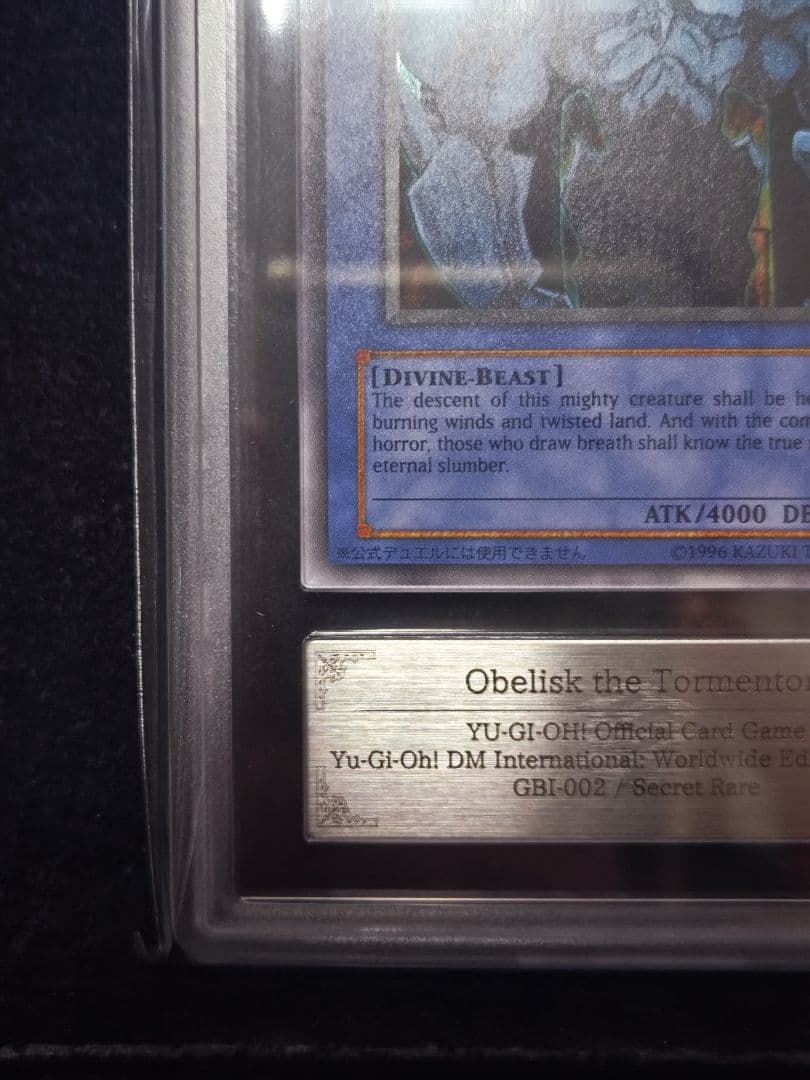 [DIVINE-BEAST]
The descent of this mighty creature shall be
burning winds and twisted land. And with the
horror, those who draw breath shall know the true
eternal slumber.
ATK/4000
※公式デュエルには使用できません
©1996 KAZUKI
Obelisk the Tormento
YU-GI-OH! Official Card Game
Yu-Gi-Oh! DM International: Worldwide Ed
GBI-002 / Secret Rare